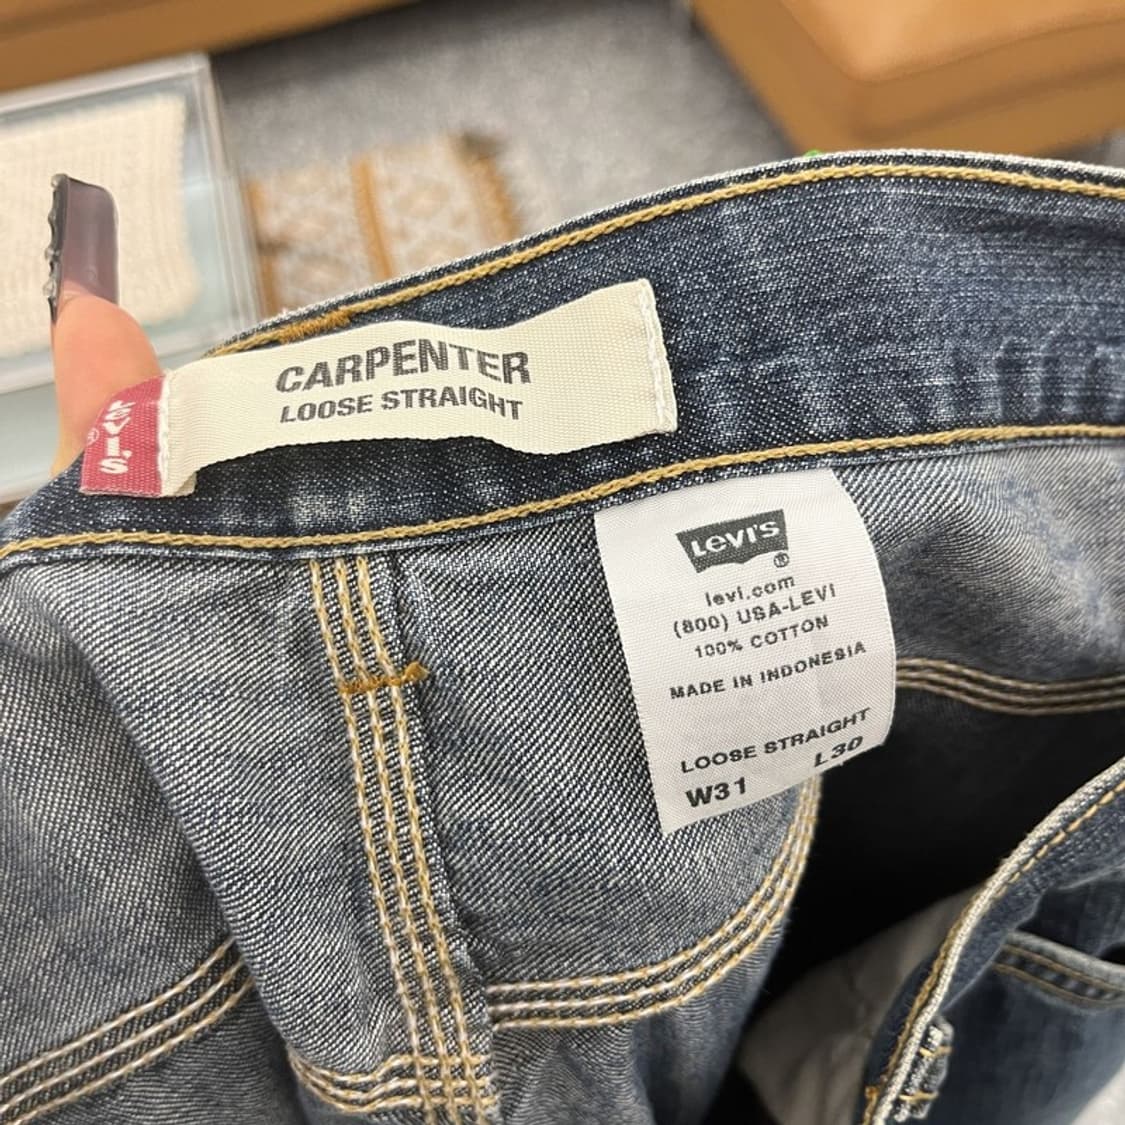 CARPENTER
LOOSE STRAIGHT
Levi's
®
LEVI'S
®
levi.com
(800) USA-LEVI
100% COTTON
MADE IN INDONESIA
LOOSE STRAIGHT
W31 L30